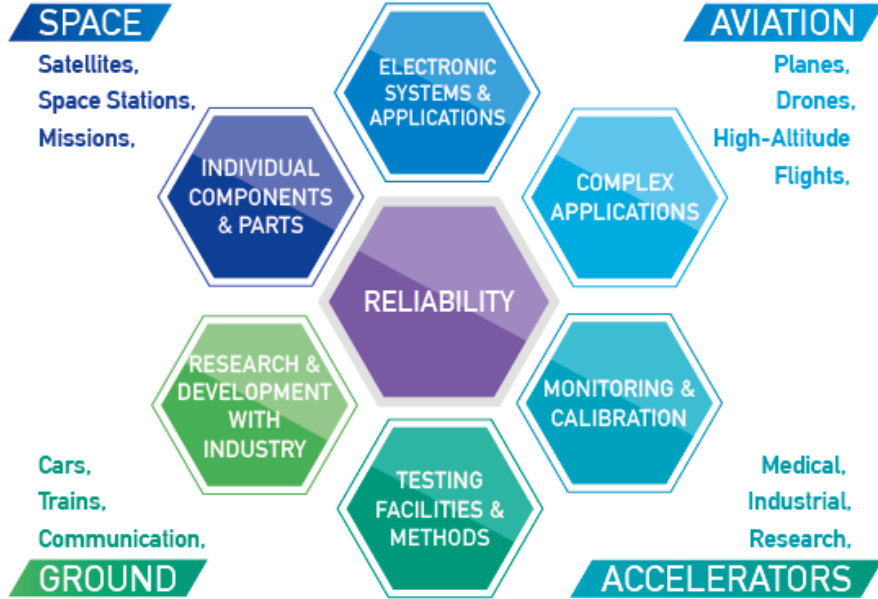 SPACE
Satellites,
Space Stations,
Missions,
ELECTRONIC
SYSTEMS &
APPLICATIONS
AVIATION
Planes,
Drones,
High-Altitude
Flights,
INDIVIDUAL
COMPONENTS
& PARTS
COMPLEX
APPLICATIONS
RELIABILITY
RESEARCH &
DEVELOPMENT
WITH
INDUSTRY
MONITORING &
CALIBRATION
TESTING
FACILITIES &
METHODS
Cars,
Trains,
Communication,
GROUND
Medical,
Industrial,
Research,
ACCELERATORS